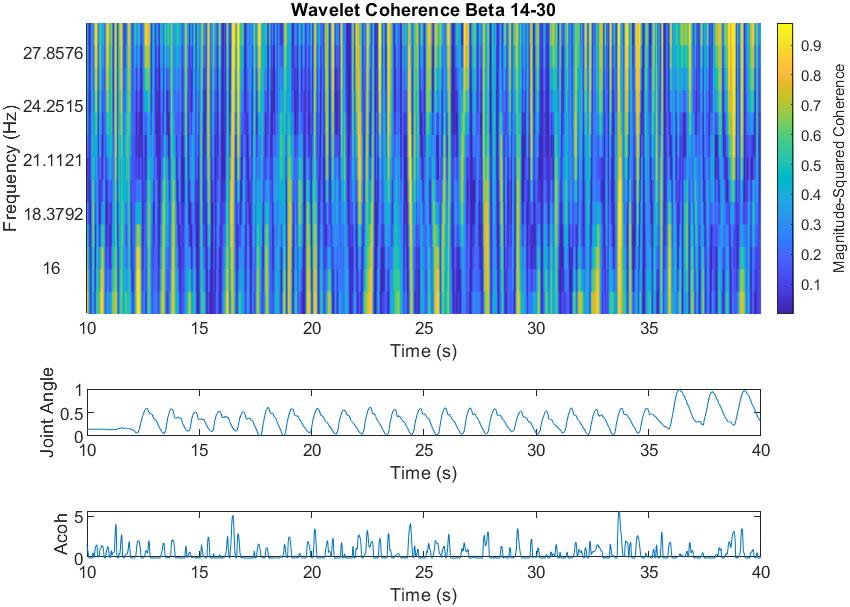 Wavelet Coherence Beta 14-30
Frequency (Hz)
27.8576
24.2515
21.1121
18.3792
16
10 15 20 25 30 35
Time (s)
0.9
0.8
0.7
0.6
0.5
0.4
0.3
0.2
0.1
Magnitude-Squared Coherence
Joint Angle
1
0.5
0
10 15 20 25 30 35 40
Time (s)
Acoh
5
0
10 15 20 25 30 35 40
Time (s)